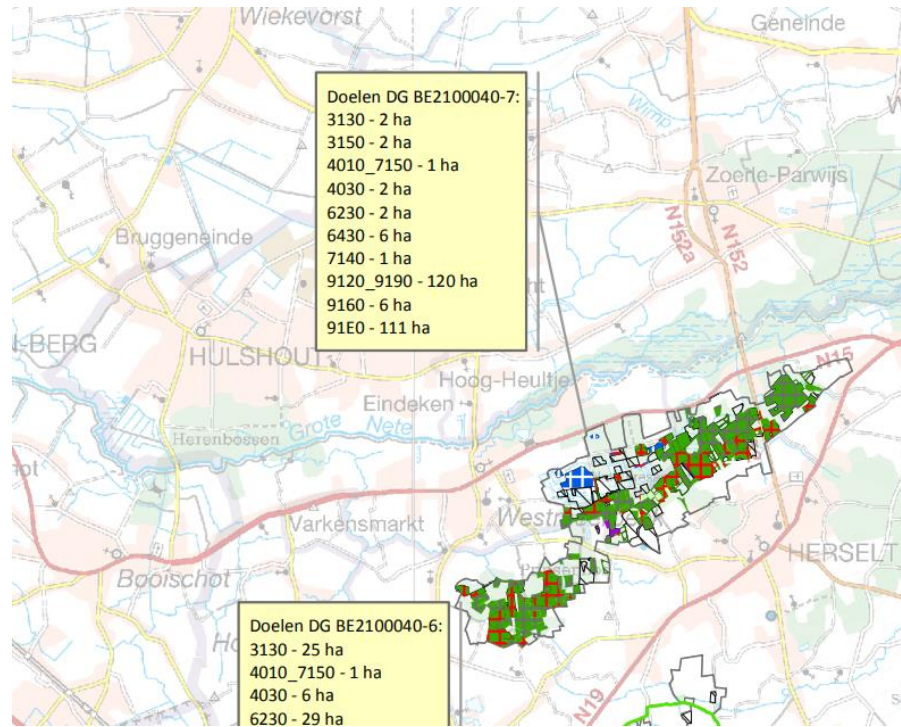 Wiekevorst
Geneinde
Doelen DG BE2100040-7:
3130 - 2 ha
3150 - 2 ha
4010_7150 - 1 ha
4030 - 2 ha
6230 - 2 ha
6430 - 6 ha
7140 - 1 ha
9120_9190 - 120 ha
9160 - 6 ha
91E0 - 111 ha
Wimp
Zoerle-Parwijs
N152a
N152
Bruggeneinde
I-BERG
HULSHOUT
N15
Hoog-Heultje
Eindeken
Grote Nete
Herenbossen
Varkensmarkt
HERSELT
Booischot
Doelen DG BE2100040-6:
3130 - 25 ha
4010_7150 - 1 ha
4030 - 6 ha
6230 - 29 ha
N19